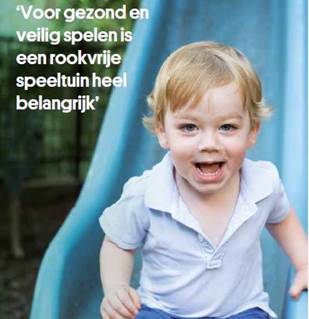 ‘Voor gezond en
veilig spelen is
een rookvrije
speeltuin heel
belangrijk’